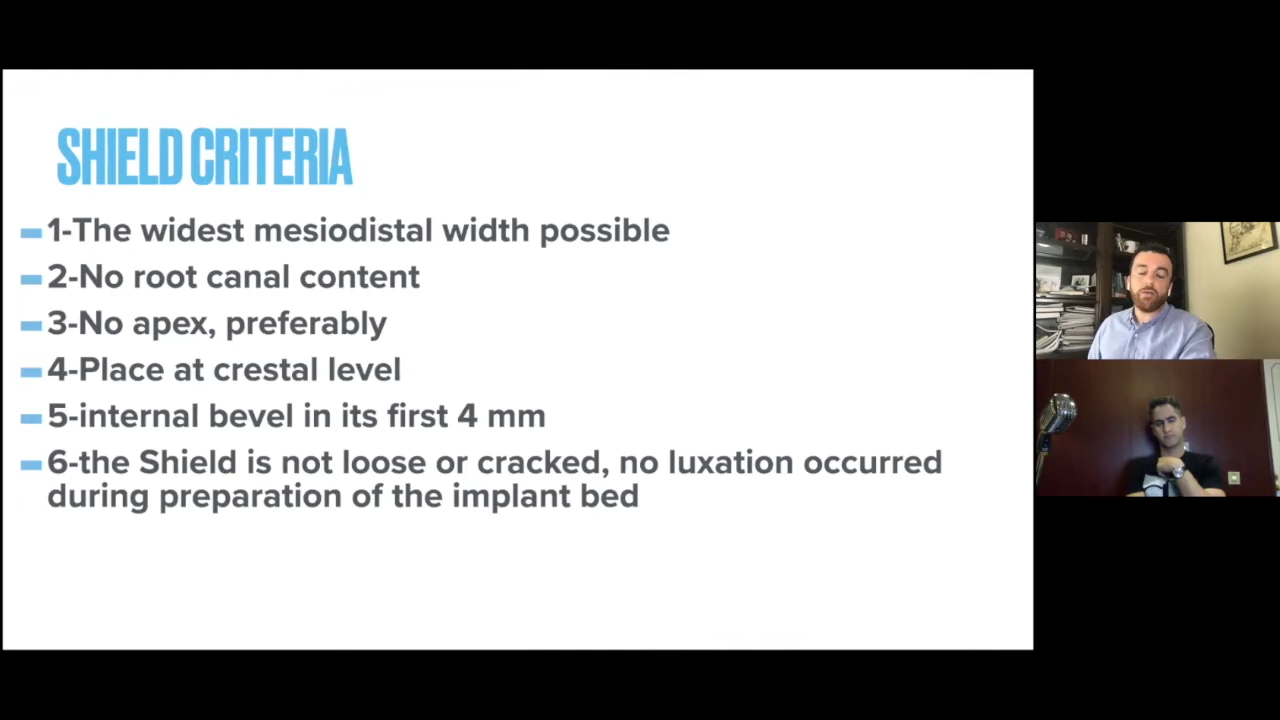 SHIELD CRITERIA
1-The widest mesiodistal width possible
2-No root canal content
3-No apex, preferably
4-Place at crestal level
5-internal bevel in its first 4 mm
6-the Shield is not loose or cracked, no luxation occurred
during preparation of the implant bed